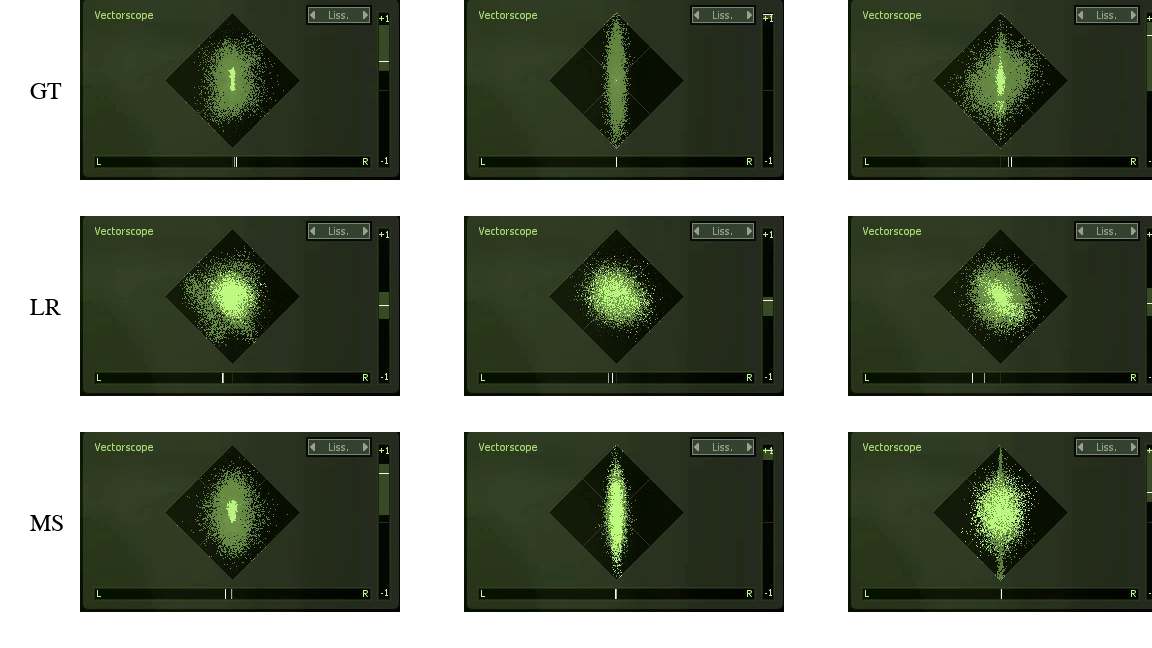 Vectorscope Liss. +1 Vectorscope Liss. +1 Vectorscope Liss. +
GT
L R -1 L R -1 L R -
Vectorscope Liss. +1 Vectorscope Liss. +1 Vectorscope Liss. +
LR
L R -1 L R -1 L R -
Vectorscope Liss. +1 Vectorscope Liss. +1 Vectorscope Liss. +
MS
L R -1 L R -1 L R -